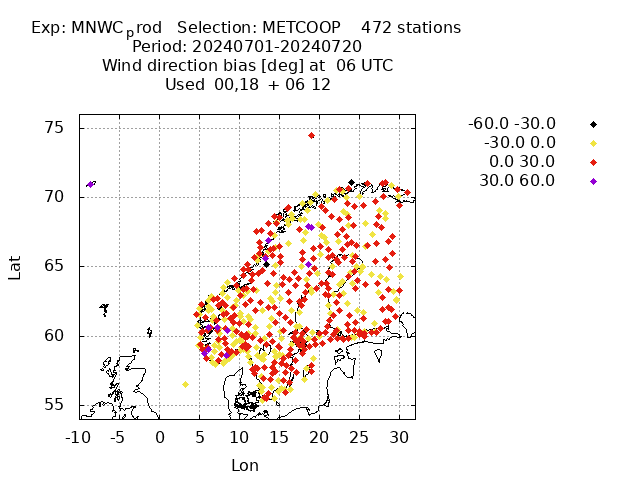 Exp: MNWCprod   Selection: METCOOP    472 stations
Period: 20240701-20240720
Wind direction bias [deg] at  06 UTC
Used  00,18  + 06 12
-60.0 -30.0
-30.0 0.0
0.0 30.0
30.0 60.0
75
70
65
60
55
Lat
-10 -5 0 5 10 15 20 25 30
Lon